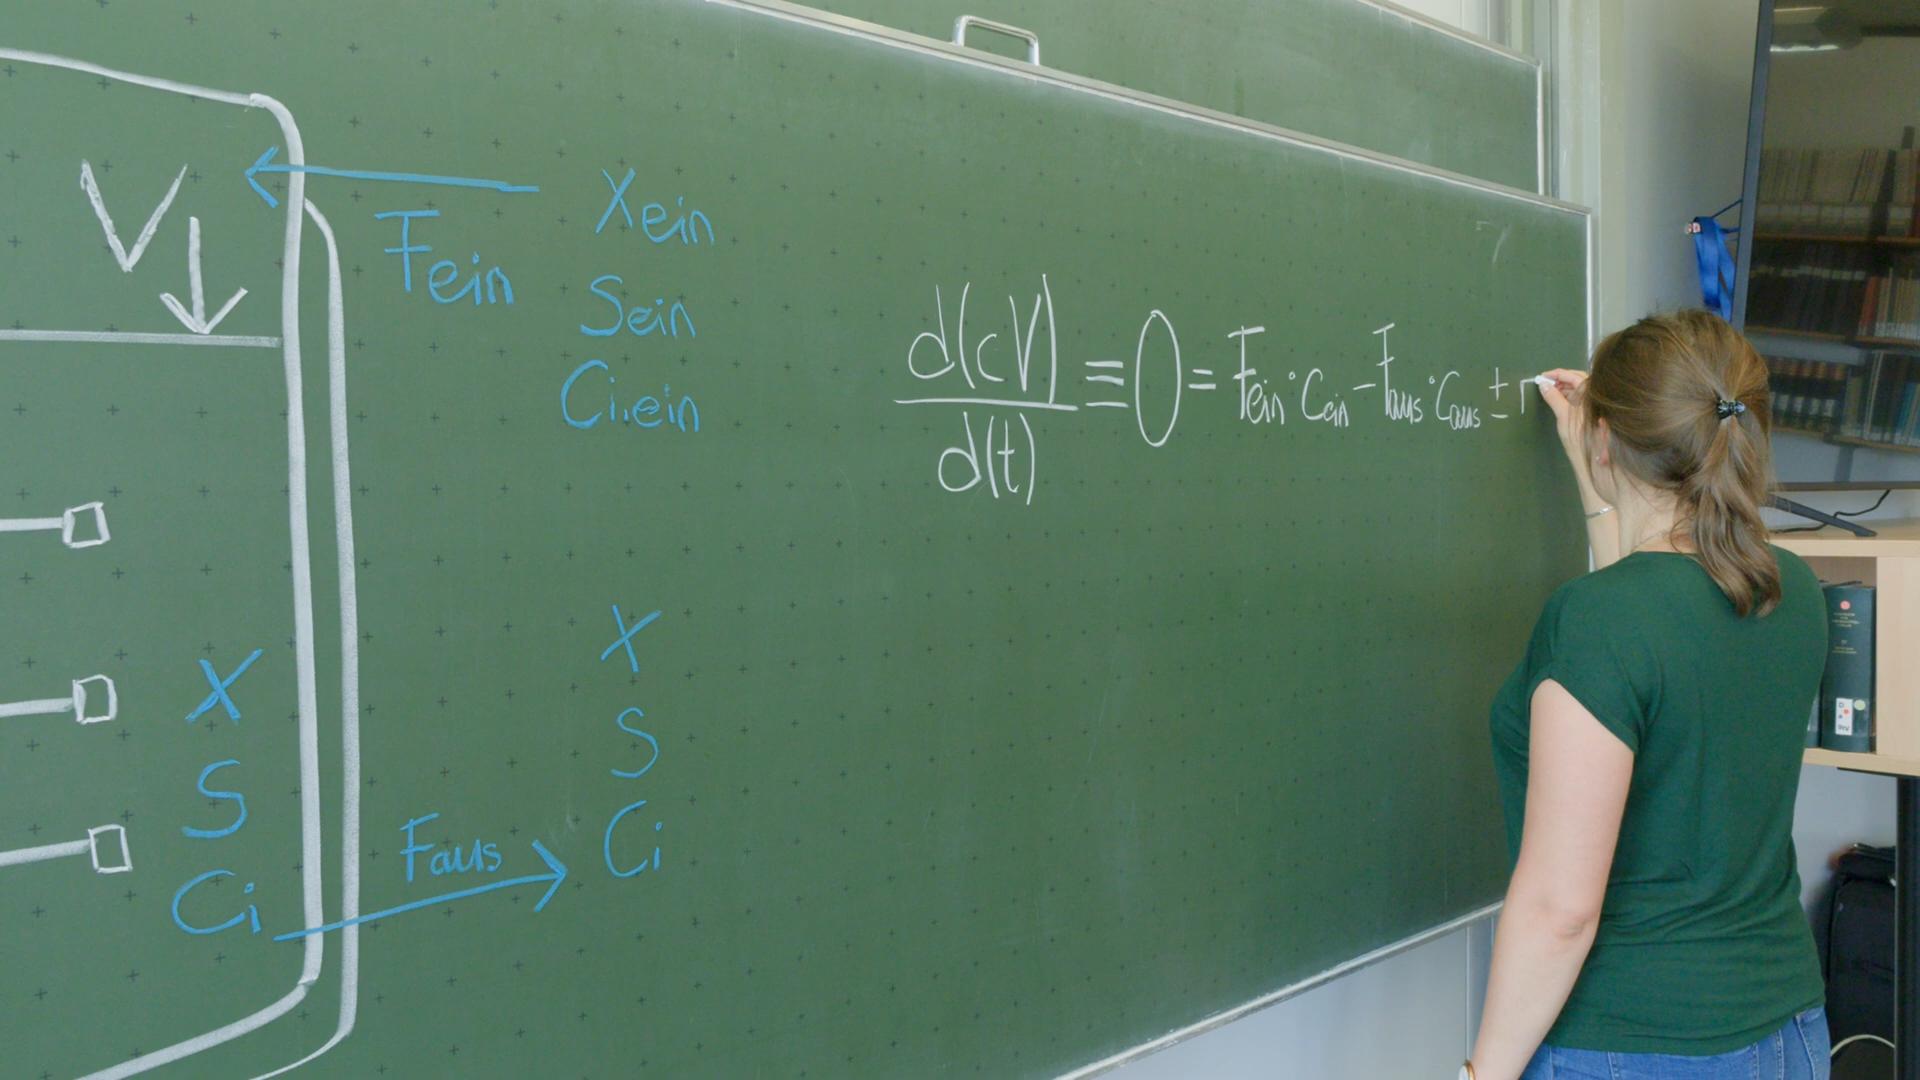 V
Fein
Xein
Sein
Ci,ein
d(cV)/d(t) ≡ 0 = Fein · Cein - Faus · Caus ± r
X
S
Ci
Faus
X
S
Ci